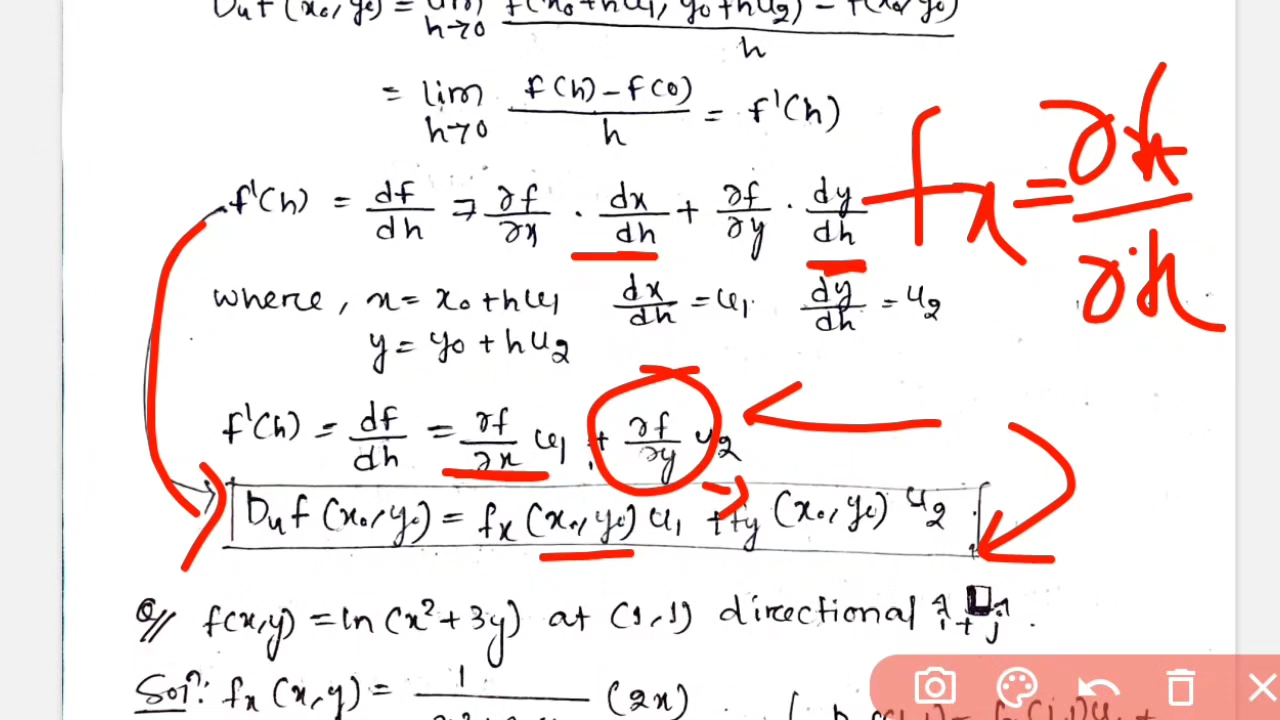 Duf(x₀,y₀) = lim h→0 f(x₀+hu₁, y₀+hu₂) - f(x₀,y₀) / h
= lim h→0 f(h)-f(0) / h = f'(h)
f'(h) = df/dh ⇒ ∂f/∂x . dx/dh + ∂f/∂y . dy/dh
fx = ∂f/∂x
where, x = x₀+hu₁ dx/dh = u₁ dy/dh = u₂
y = y₀+hu₂
f'(h) = df/dh = ∂f/∂x u₁ + ∂f/∂y u₂
Duf(x₀,y₀) = fx(x₀,y₀)u₁ + fy(x₀,y₀)u₂.
Q// f(x,y) = ln(x²+3y) at (1,1) directional î+ĵ.
Sol?: fx(x,y) = 1 (2x)